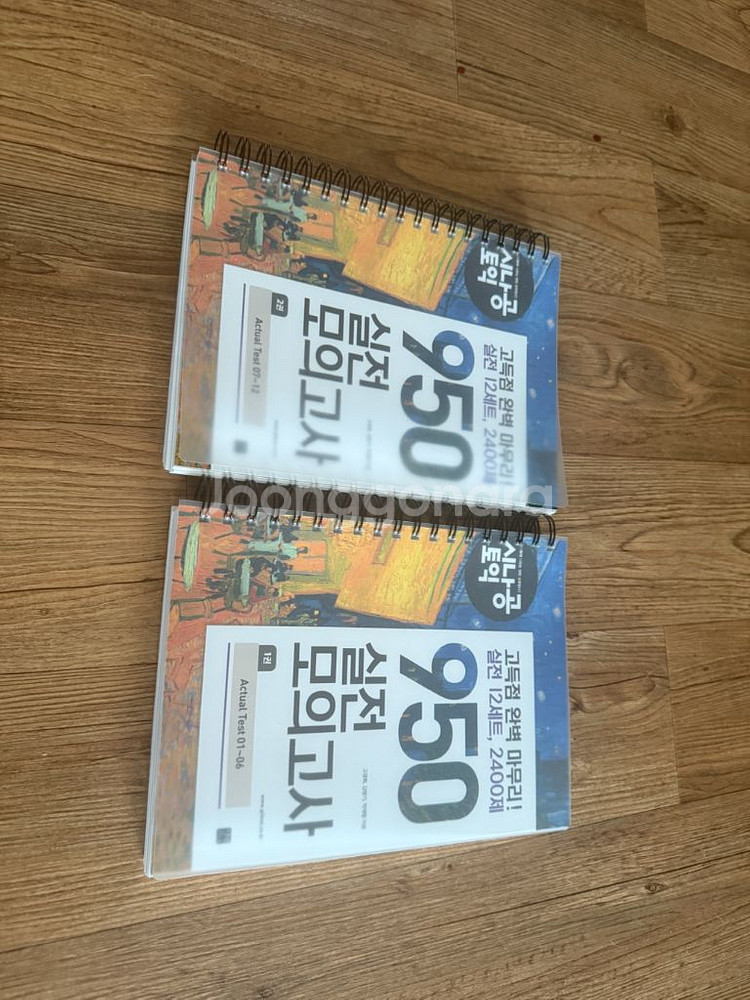 시나공
토익
고득점 완벽 마무리!
실전 12세트, 2400제
950
실전
모의고사
2권
Actual Test 07~12
joonggonara
시나공
토익
고득점 완벽 마무리!
실전 12세트, 2400제
950
실전
모의고사
1권
Actual Test 01~06